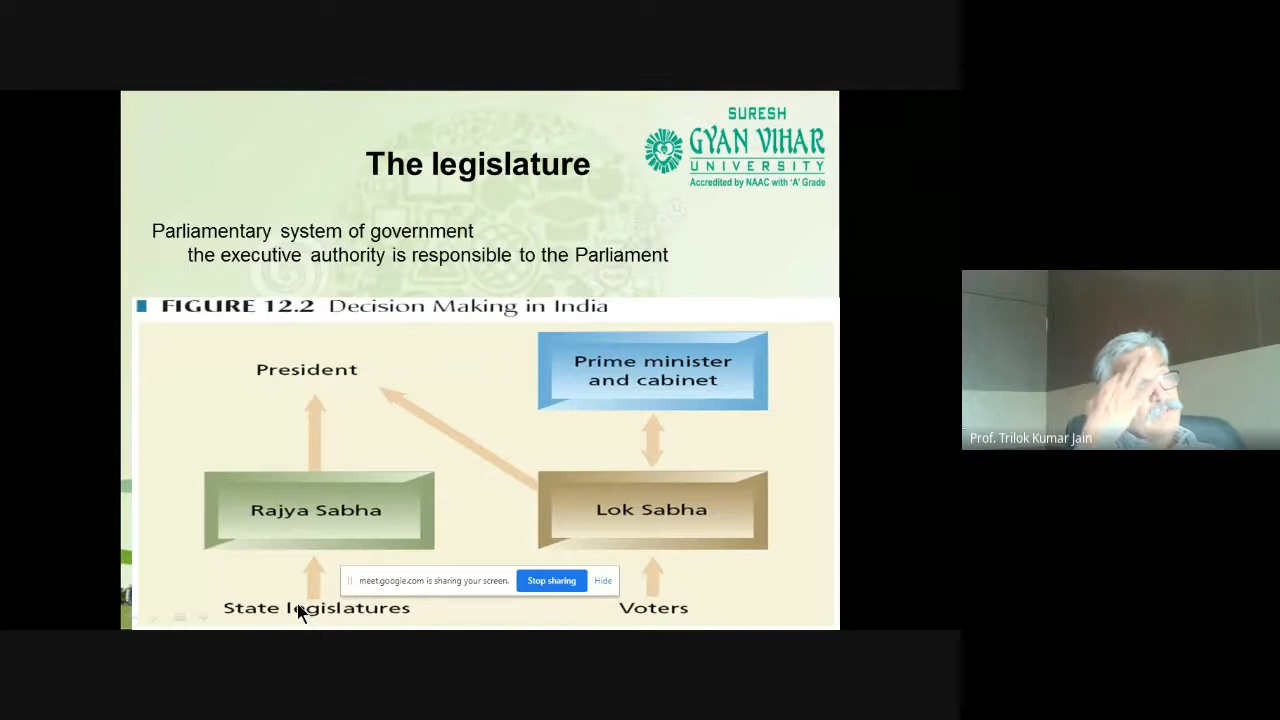 SURESH
GYAN VIHAR
UNIVERSITY
Accredited by NAAC with 'A' Grade
The legislature
Parliamentary system of government
the executive authority is responsible to the Parliament
FIGURE 12.2 Decision Making in India
President
Prime minister
and cabinet
Rajya Sabha
Lok Sabha
meet.google.com is sharing your screen.
Stop sharing
Hide
State legislatures
Voters
Prof. Trilok Kumar Jain